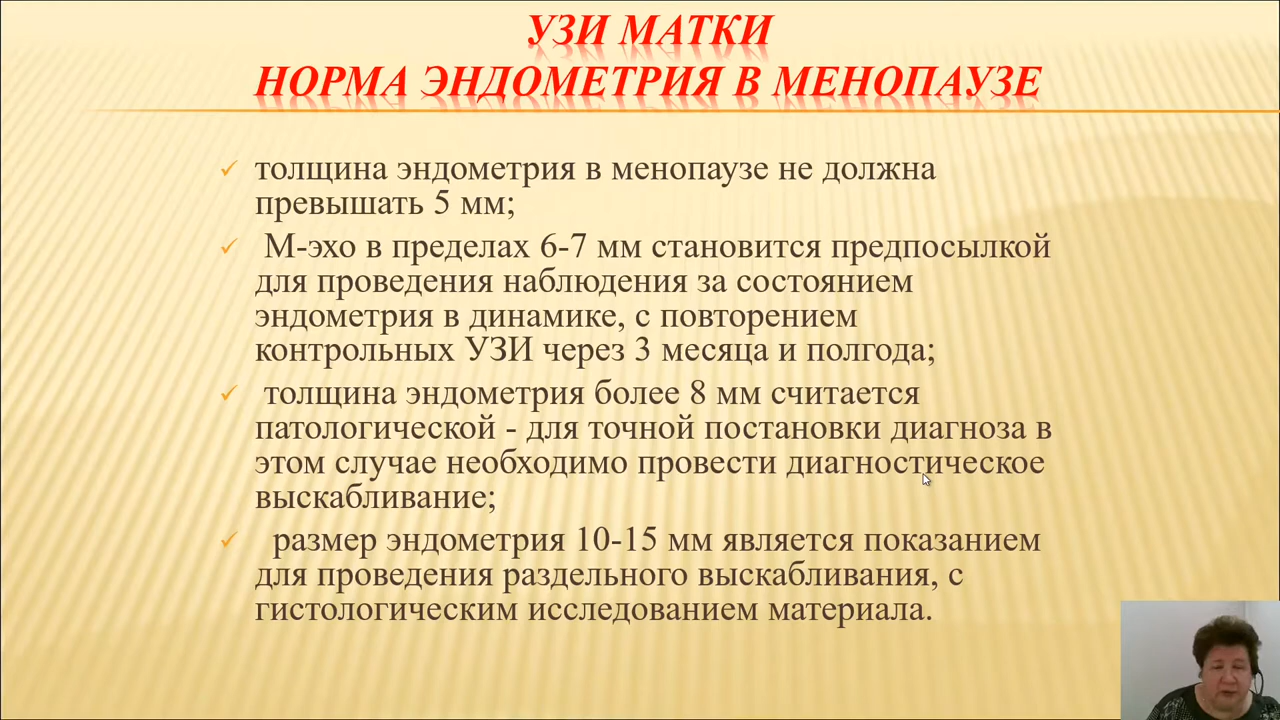 УЗИ МАТКИ
НОРМА ЭНДОМЕТРИЯ В МЕНОПАУЗЕ
толщина эндометрия в менопаузе не должна
превышать 5 мм;
М-эхо в пределах 6-7 мм становится предпосылкой
для проведения наблюдения за состоянием
эндометрия в динамике, с повторением
контрольных УЗИ через 3 месяца и полгода;
толщина эндометрия более 8 мм считается
патологической - для точной постановки диагноза в
этом случае необходимо провести диагностическое
выскабливание;
размер эндометрия 10-15 мм является показанием
для проведения раздельного выскабливания, с
гистологическим исследованием материала.